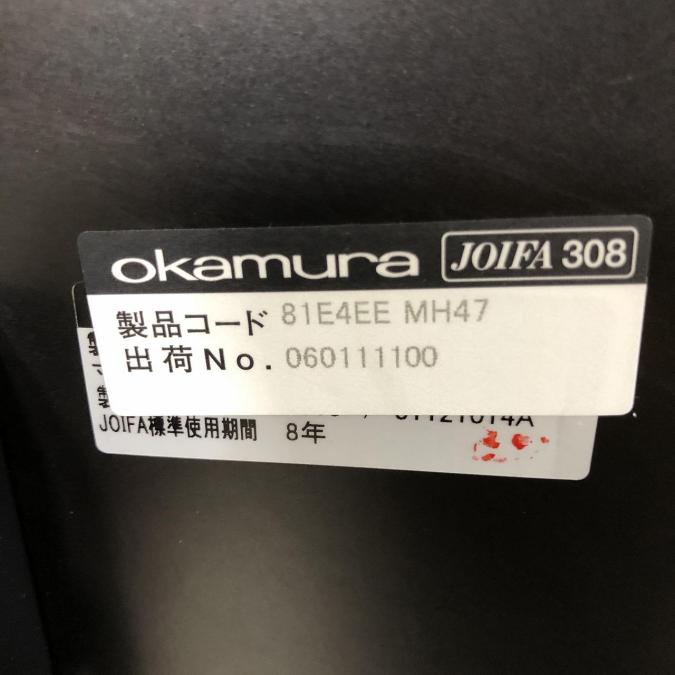 okamura JOIFA 308
製品コード 81E4EE MH47
出荷No. 060111100
JOIFA標準使用期間 8年